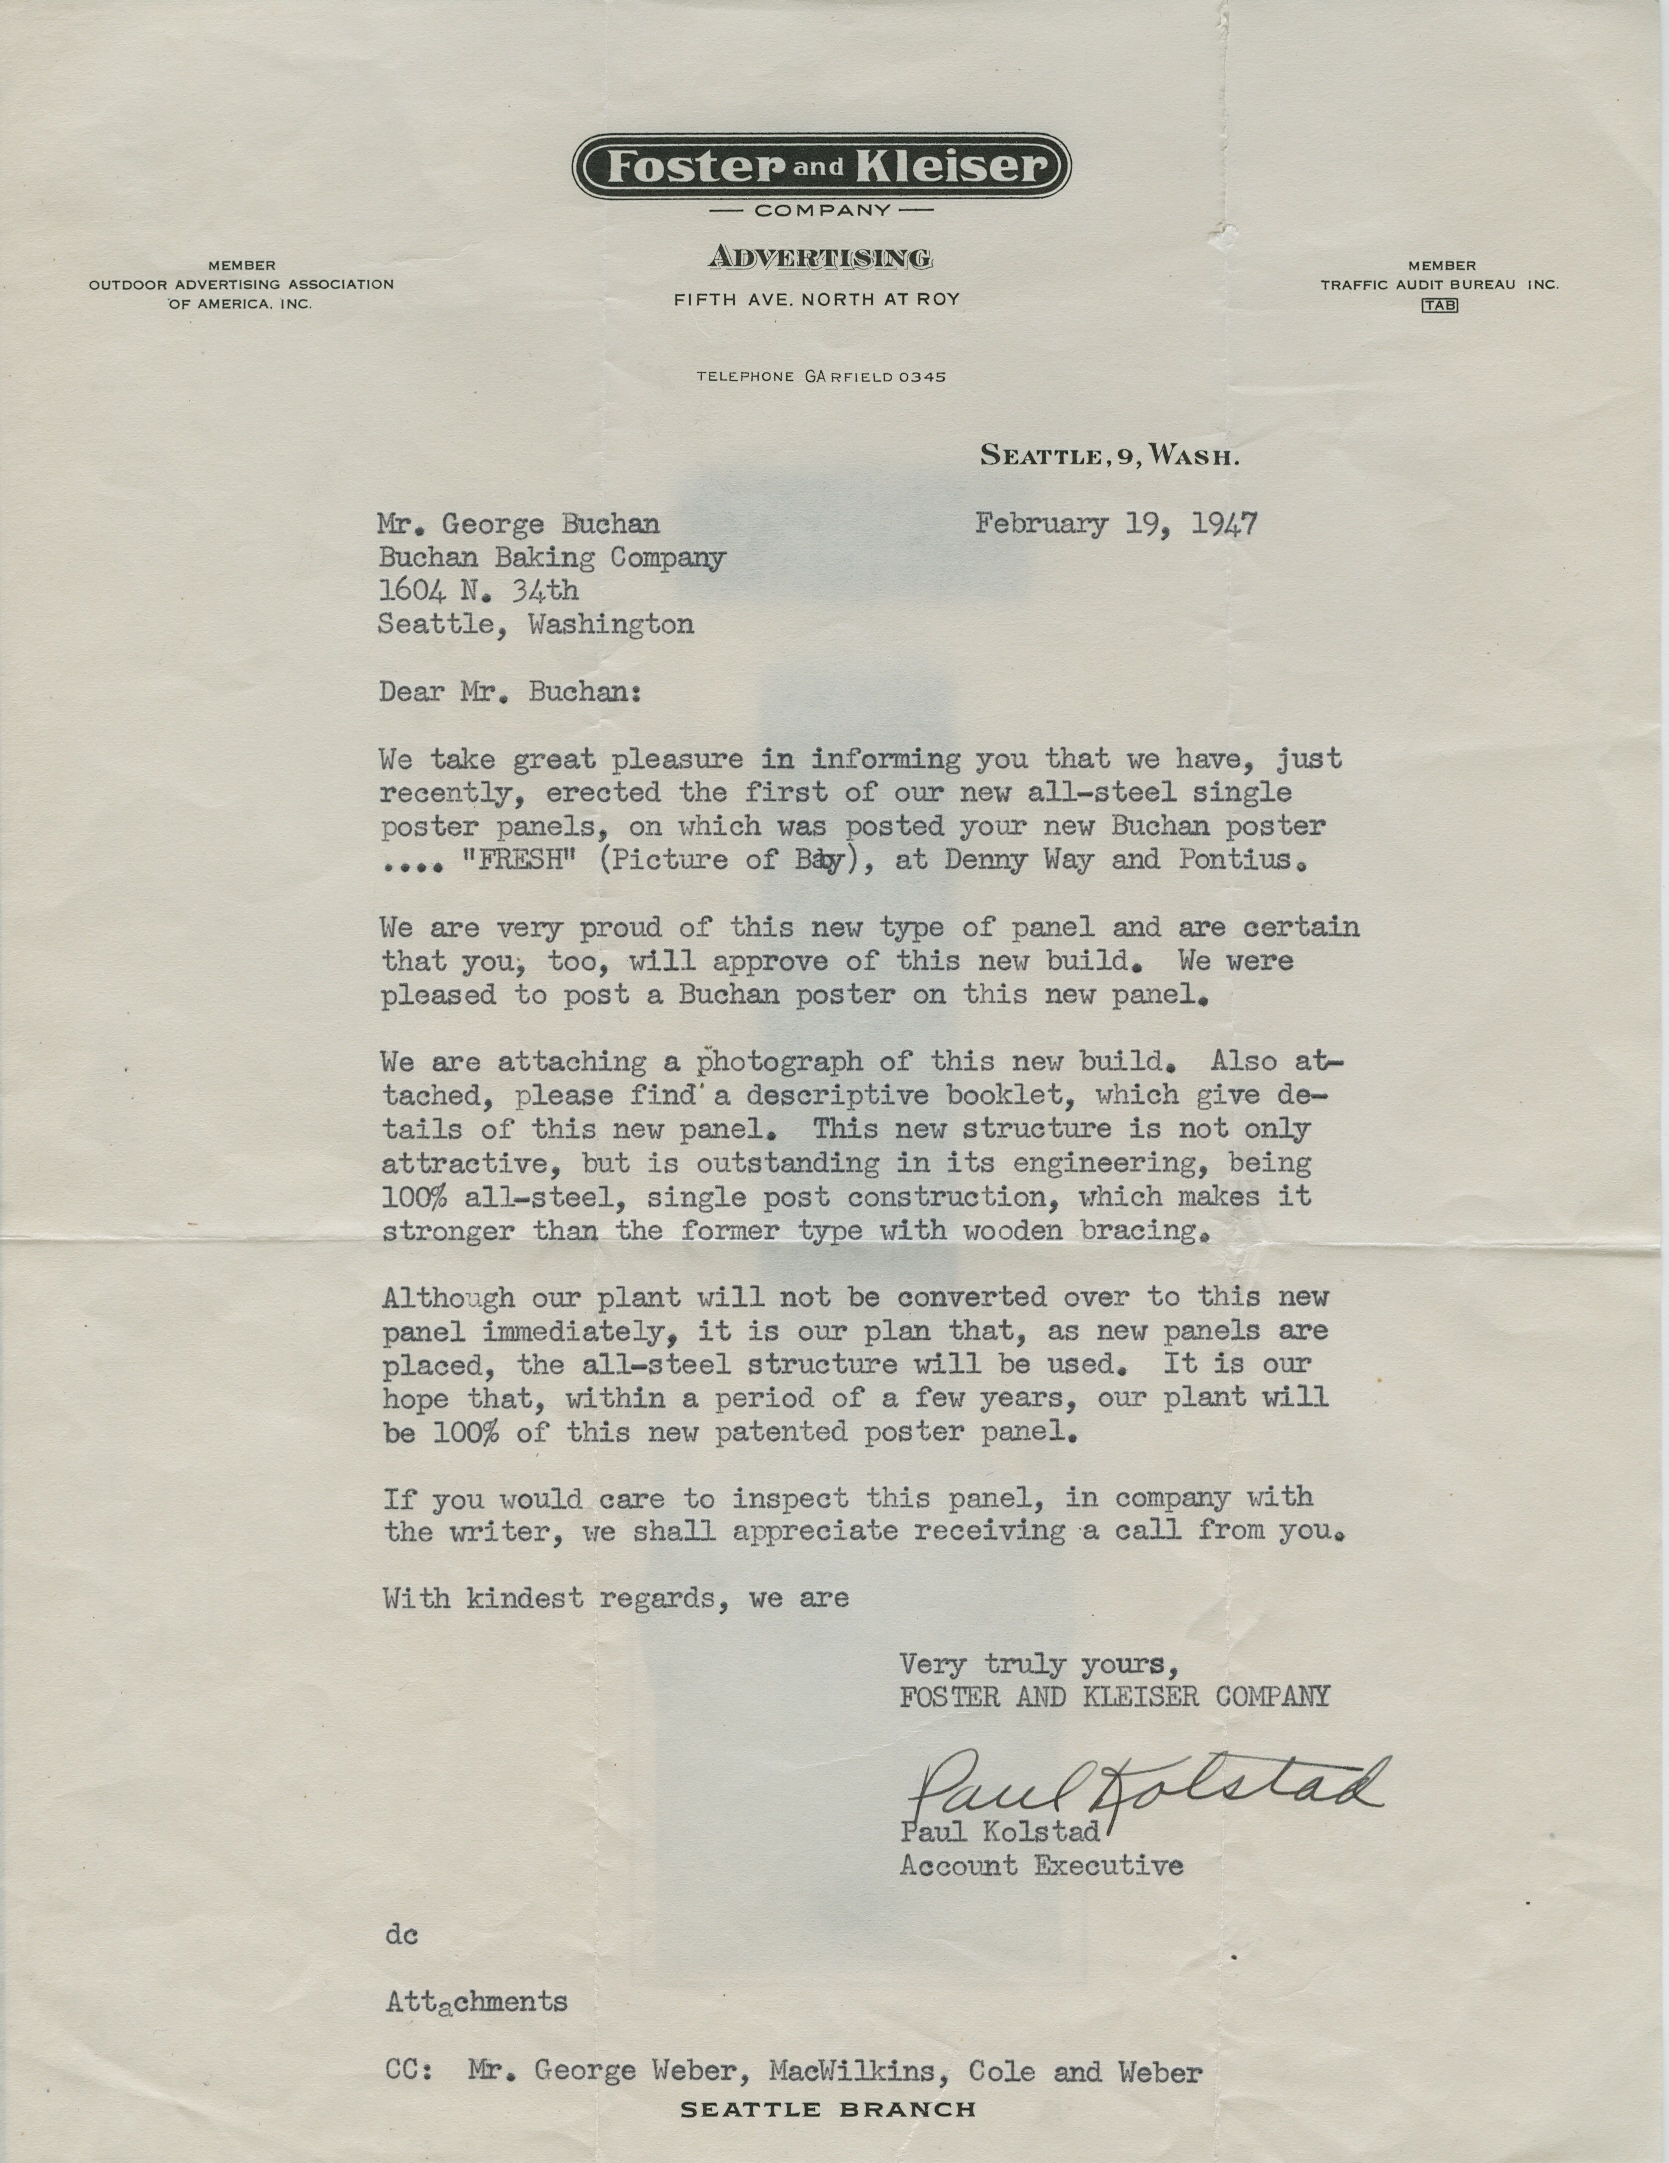 Foster and Kleiser
COMPANY
ADVERTISING
FIFTH AVE. NORTH AT ROY
MEMBER
OUTDOOR ADVERTISING ASSOCIATION
OF AMERICA, INC.
MEMBER
TRAFFIC AUDIT BUREAU INC.
TAB
TELEPHONE GARFIELD 0345
SEATTLE, 9, WASH.
Mr. George Buchan
February 19, 1947
Buchan Baking Company
1604 N. 34th
Seattle, Washington
Dear Mr. Buchan:
We take great pleasure in informing you that we have, just
recently, erected the first of our new all-steel single
poster panels, on which was posted your new Buchan poster
.... "FRESH" (Picture of Boy), at Denny Way and Pontius.
We are very proud of this new type of panel and are certain
that you, too, will approve of this new build. We were
pleased to post a Buchan poster on this new panel.
We are attaching a photograph of this new build. Also at-
tached, please find a descriptive booklet, which give de-
tails of this new panel. This new structure is not only
attractive, but is outstanding in its engineering, being
100% all-steel, single post construction, which makes it
stronger than the former type with wooden bracing.
Although our plant will not be converted over to this new
panel immediately, it is our plan that, as new panels are
placed, the all-steel structure will be used. It is our
hope that, within a period of a few years, our plant will
be 100% of this new patented poster panel.
If you would care to inspect this panel, in company with
the writer, we shall appreciate receiving a call from you.
With kindest regards, we are
Very truly yours,
FOSTER AND KLEISER COMPANY
Paul Kolstad
Paul Kolstad
Account Executive
dc
Attachments
CC: Mr. George Weber, MacWilkins, Cole and Weber
SEATTLE BRANCH